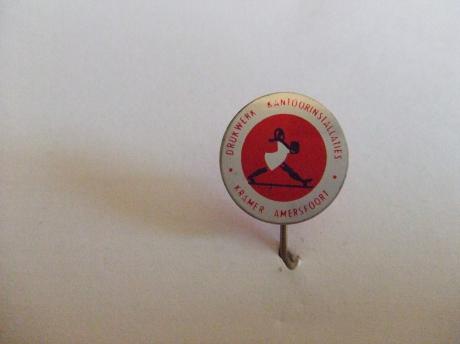 DRUKWERK KANTOORINSTALLATIES
KRAMER AMERSFOORT